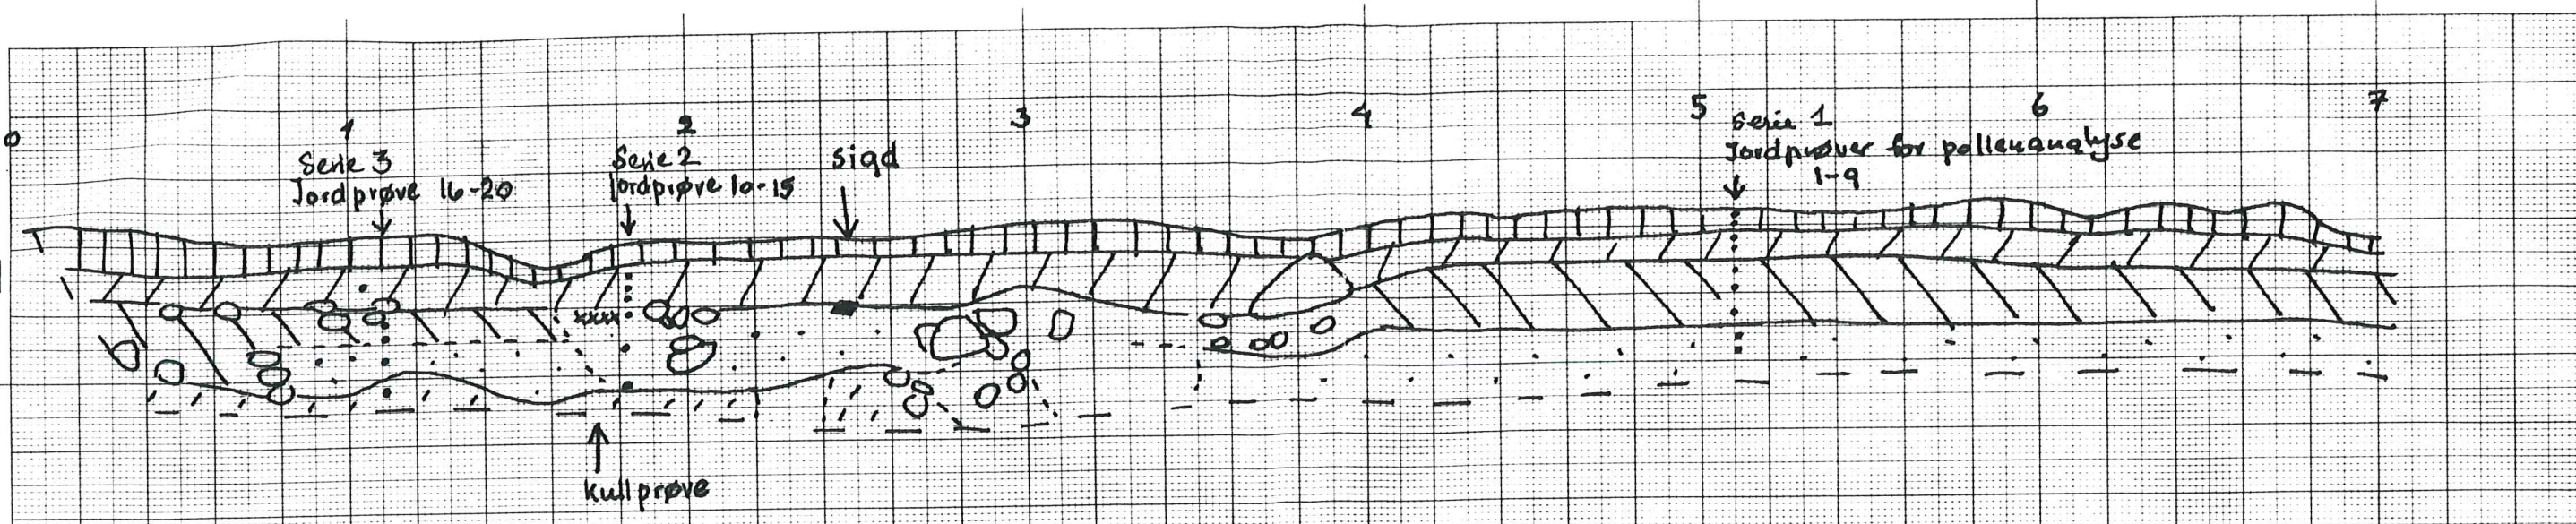 0 1 2 3 4 5 6 7
Serie 3
Jordprøve 16-20
Serie 2
Jordprøve 10-15
sigd
Serie 1
Jordprøver for pollenanalyse
1-9
xxxx
kullprøve